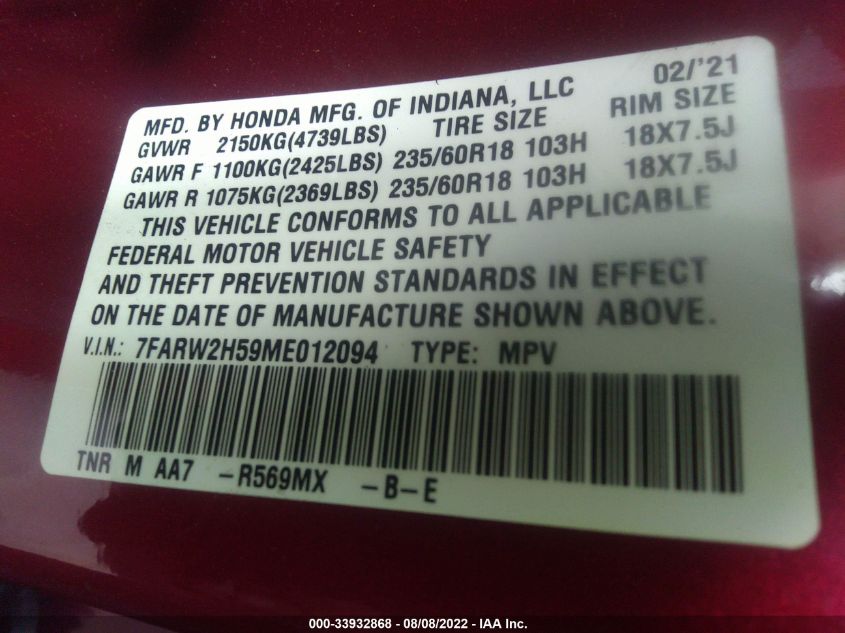 MFD. BY HONDA MFG. OF INDIANA, LLC 02/'21
GVWR 2150KG(4739LBS) TIRE SIZE RIM SIZE
GAWR F 1100KG(2425LBS) 235/60R18 103H 18X7.5J
GAWR R 1075KG(2369LBS) 235/60R18 103H 18X7.5J
THIS VEHICLE CONFORMS TO ALL APPLICABLE
FEDERAL MOTOR VEHICLE SAFETY
AND THEFT PREVENTION STANDARDS IN EFFECT
ON THE DATE OF MANUFACTURE SHOWN ABOVE.
V.I.N.: 7FARW2H59ME012094 TYPE: MPV
TNR M AA7 -R569MX -B-E
000-33932868 - 08/08/2022 - IAA Inc.